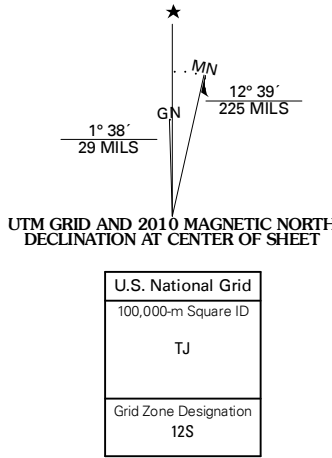 ★
MN
GN
1° 38´
29 MILS
12° 39´
225 MILS
UTM GRID AND 2010 MAGNETIC NORTH
DECLINATION AT CENTER OF SHEET
U.S. National Grid
100,000-m Square ID
TJ
Grid Zone Designation
12S